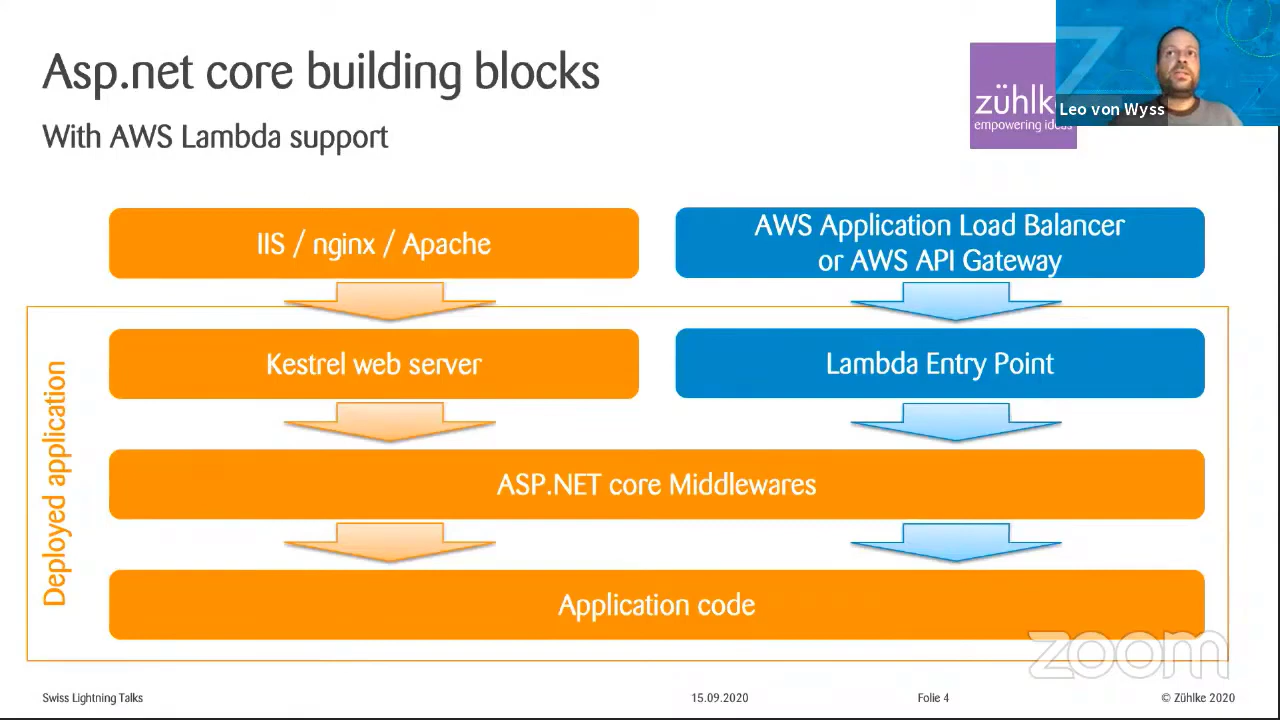 Asp.net core building blocks
With AWS Lambda support
zühlke
empowering ideas
Leo von Wyss
IIS / nginx / Apache
AWS Application Load Balancer
or AWS API Gateway
Kestrel web server
Lambda Entry Point
Deployed application
ASP.NET core Middlewares
Application code
zoom
Swiss Lightning Talks
15.09.2020
Folie 4
© Zühlke 2020